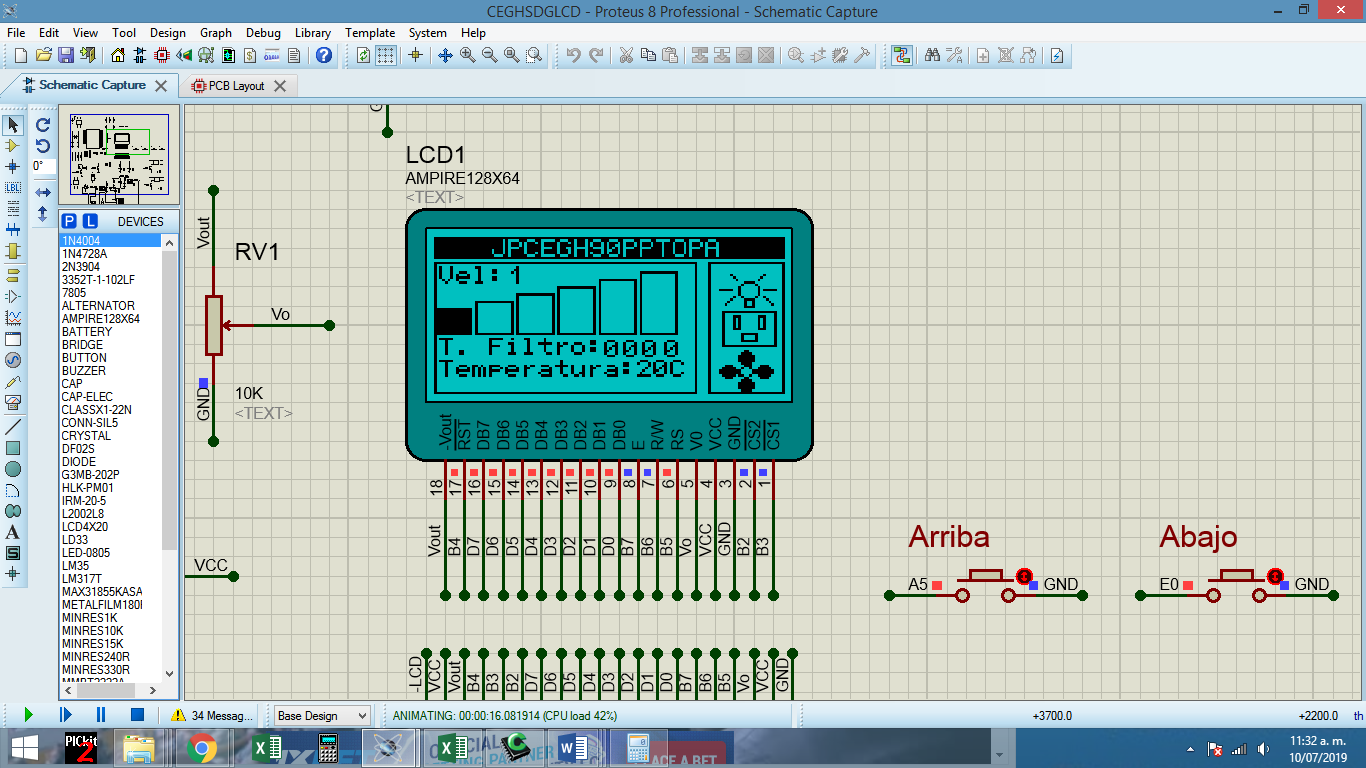 CEGHSDGLCD - Proteus 8 Professional - Schematic Capture
File Edit View Tool Design Graph Debug Library Template System Help
Schematic Capture
PCB Layout
LCD1
AMPIRE128X64
<TEXT>
JPCEGH90PPTOPA
Vel: 1
T. Filtro:0000
Temperatura:20C
-Vout RST DB7 DB6 DB5 DB4 DB3 DB2 DB1 DB0 E R/W RS V0 VCC GND CS2 CS1
18 17 16 15 14 13 12 11 10 9 8 7 6 5 4 3 2 1
Vout B4 D7 D6 D5 D4 D3 D2 D1 D0 B7 B6 B5 Vo VCC GND B2 B3
-LCD VCC Vout B4 B3 B2 D7 D6 D5 D4 D3 D2 D1 D0 B7 B6 B5 Vo VCC GND
Vout
RV1
Vo
10K
<TEXT>
GND
VCC
Arriba
A5 GND
Abajo
E0 GND
0°
LBL
A
S
P L DEVICES
1N4004
1N4728A
2N3904
3352T-1-102LF
7805
ALTERNATOR
AMPIRE128X64
BATTERY
BRIDGE
BUTTON
BUZZER
CAP
CAP-ELEC
CLASSX1-22N
CONN-SIL5
CRYSTAL
DF02S
DIODE
G3MB-202P
HLK-PM01
IRM-20-5
L2002L8
LCD4X20
LD33
LED-0805
LM35
LM317T
MAX31855KASA
METALFILM180
MINRES1K
MINRES10K
MINRES15K
MINRES240R
MINRES330R
34 Messag...
Base Design
ANIMATING: 00:00:16.081914 (CPU load 42%)
+3700.0
+2200.0
th
PICkit
2
11:32 a. m.
10/07/2019